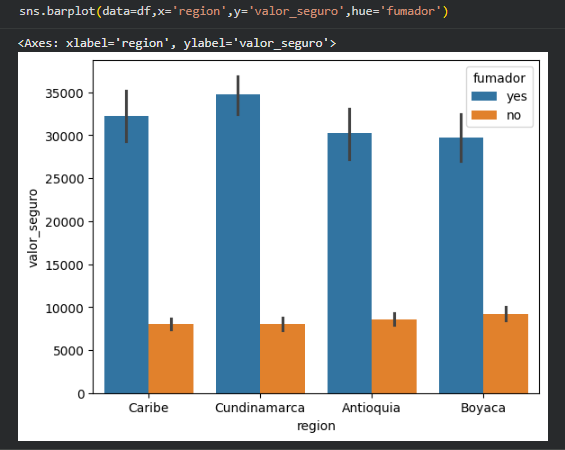 sns.barplot(data=df,x='region',y='valor_seguro',hue='fumador')
<Axes: xlabel='region', ylabel='valor_seguro'>
fumador
yes
no
35000
30000
25000
20000
15000
10000
5000
0
valor_seguro
Caribe Cundinamarca Antioquia Boyaca
region